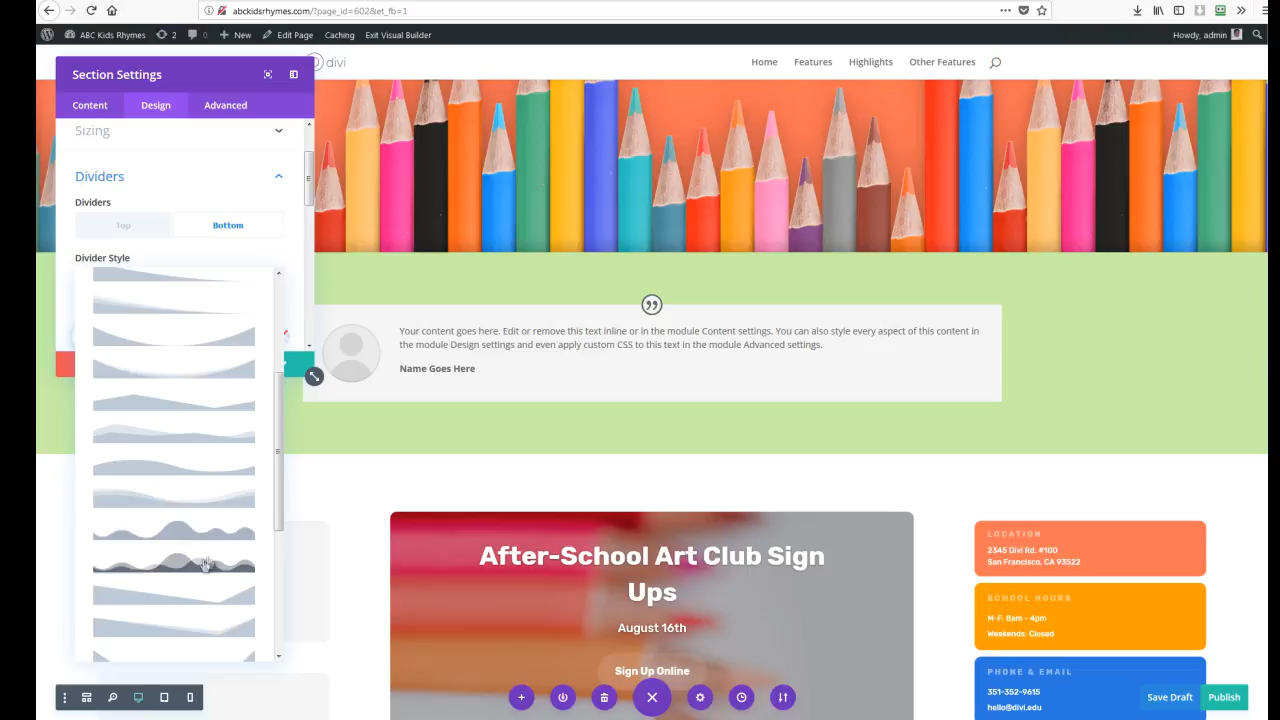 abckidsrhymes.com/?page_id=602&et_fb=1
ABC Kids Rhymes
2
0
New
Edit Page
Caching
Exit Visual Builder
Howdy, admin
Section Settings
divi
Home
Features
Highlights
Other Features
Content
Design
Advanced
Sizing
Dividers
Dividers
Top
Bottom
Divider Style
Your content goes here. Edit or remove this text inline or in the module Content settings. You can also style every aspect of this content in
the module Design settings and even apply custom CSS to this text in the module Advanced settings.
Name Goes Here
After-School Art Club Sign
Ups
August 16th
Sign Up Online
LOCATION
2345 Divi Rd. #100
San Francisco, CA 93522
SCHOOL HOURS
M-F: 8am - 4pm
Weekends: Closed
PHONE & EMAIL
351-352-9615
hello@divi.edu
Save Draft
Publish